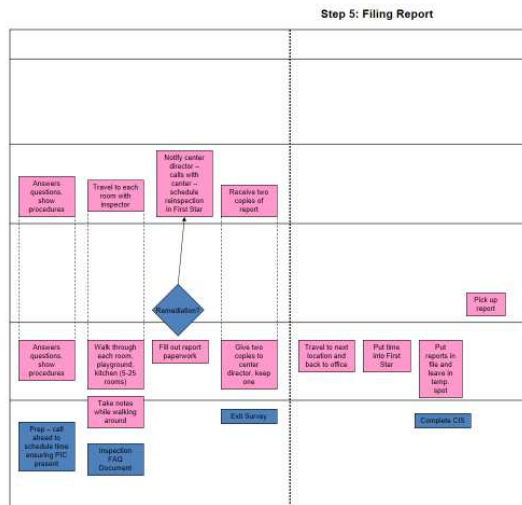 Step 5: Filing Report
Answers
questions,
show
procedures
Travel to each
room with
inspector
Notify center
director –
calls with
center –
schedule
reinspection
in First Star
Receive two
copies of
report
Remediation?
Pick up
report
Answers
questions,
show
procedures
Walk through
each room,
playground,
kitchen (5-25
rooms)
Fill out report
paperwork
Give two
copies to
center
director, keep
one
Travel to next
location and
back to office
Put time
into First
Star
Put
reports in
file and
leave in
temp.
spot
Take notes
while walking
around
Prep – call
ahead to
schedule time
ensuring PIC
present
Inspection
FAQ
Document
Exit Survey
Complete CIS